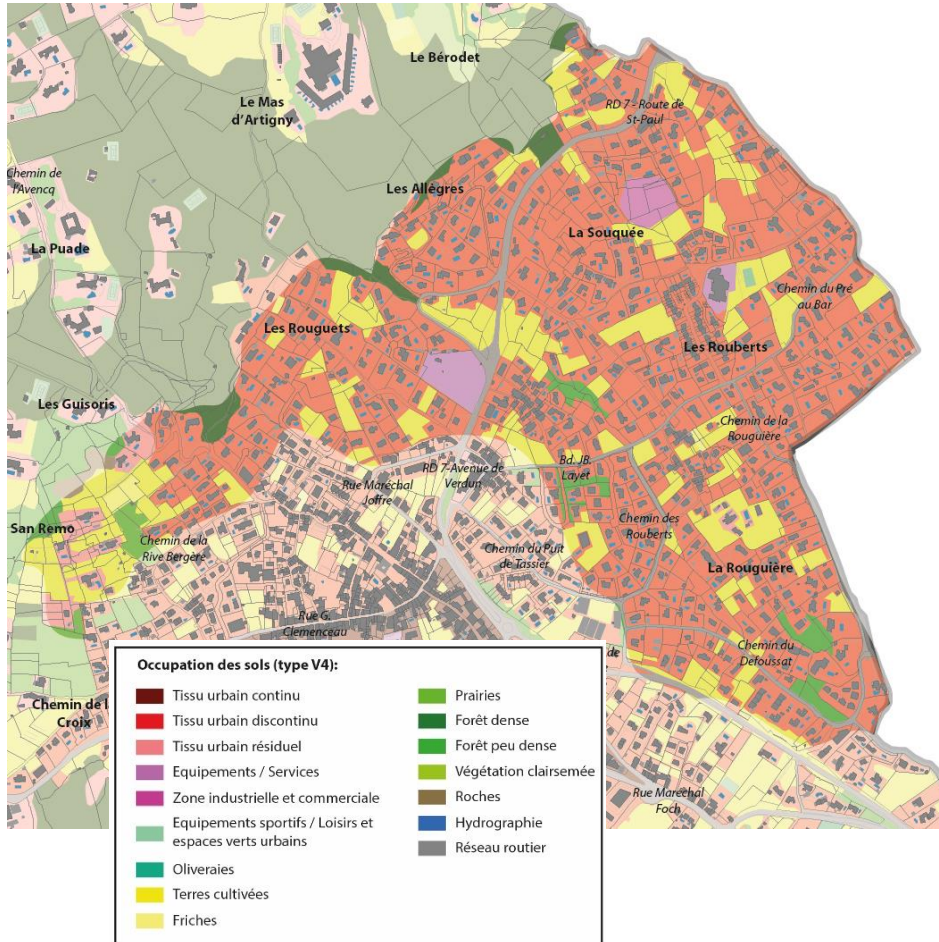 Le Bérodet
Le Mas
d'Artigny
RD 7 - Route de
St-Paul
Chemin de
l'Avencq
Les Allègres
La Puade
La Souquée
Chemin du Pré
au Bar
Les Rouguets
Les Rouberts
Les Guisoris
Chemin de la
Rouguière
Bd. JB.
Layet
RD 7-Avenue de
Verdun
Rue Maréchal
Joffre
San Remo
Chemin de la
Rive Bergère
Chemin des
Rouberts
Chemin du Puit
de Tassier
La Rouguière
Rue G.
Clemenceau
Chemin du
Defoussat
de
Chemin de l
Croix
Rue Maréchal
Foch
Occupation des sols (type V4):
Tissu urbain continu
Tissu urbain discontinu
Tissu urbain résiduel
Equipements / Services
Zone industrielle et commerciale
Equipements sportifs / Loisirs et
espaces verts urbains
Oliveraies
Terres cultivées
Friches
Prairies
Forêt dense
Forêt peu dense
Végétation clairsemée
Roches
Hydrographie
Réseau routier